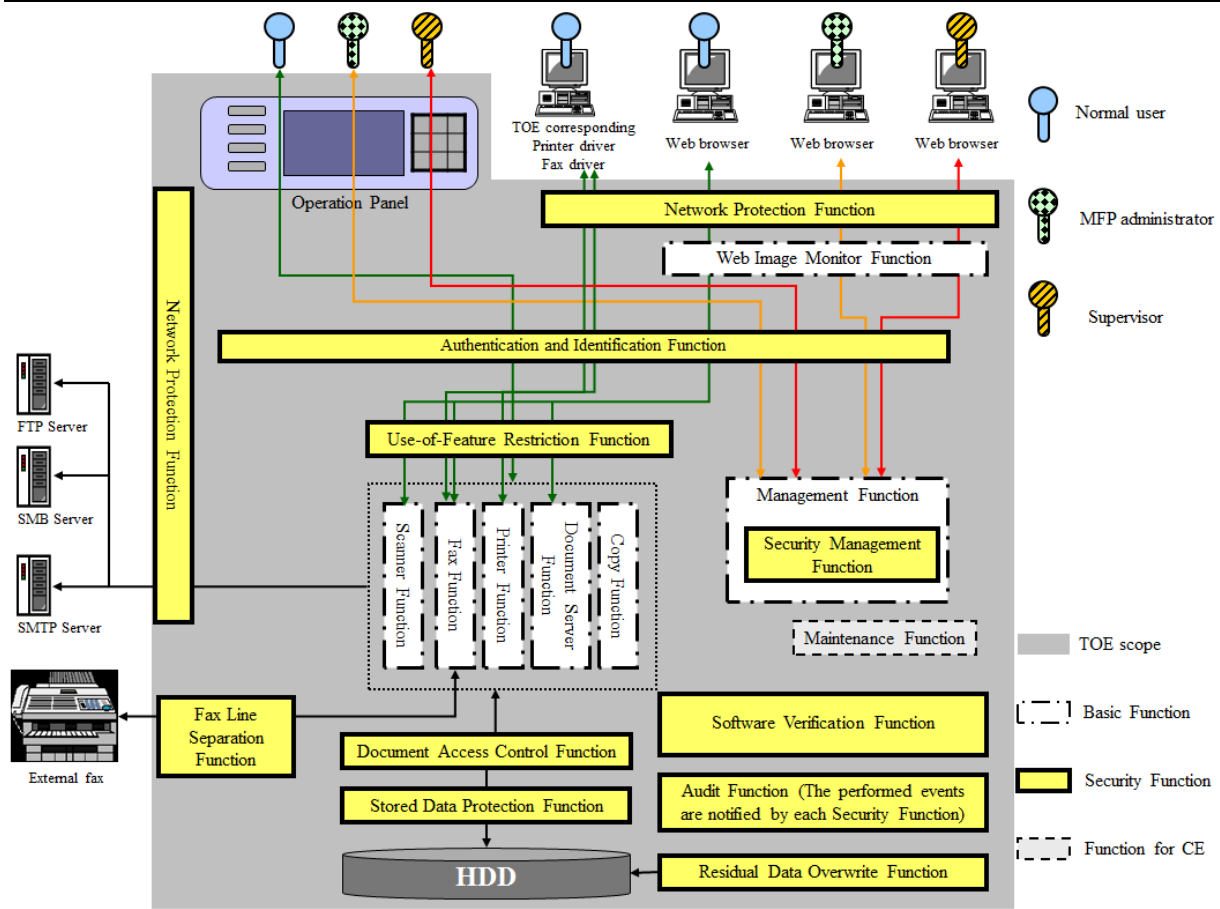 TOE corresponding
Printer driver
Fax driver
Web browser
Web browser
Web browser
Normal user
Operation Panel
Network Protection Function
MFP administrator
Web Image Monitor Function
Network Protection Function
Supervisor
Authentication and Identification Function
FTP Server
Use-of-Feature Restriction Function
SMB Server
Scanner Function
Fax Function
Printer Function
Document Server
Function
Copy Function
Management Function
Security Management
Function
SMTP Server
Maintenance Function
TOE scope
Fax Line
Separation
Function
External fax
Basic Function
Software Verification Function
Document Access Control Function
Stored Data Protection Function
Audit Function (The performed events
are notified by each Security Function)
Security Function
HDD
Residual Data Overwrite Function
Function for CE